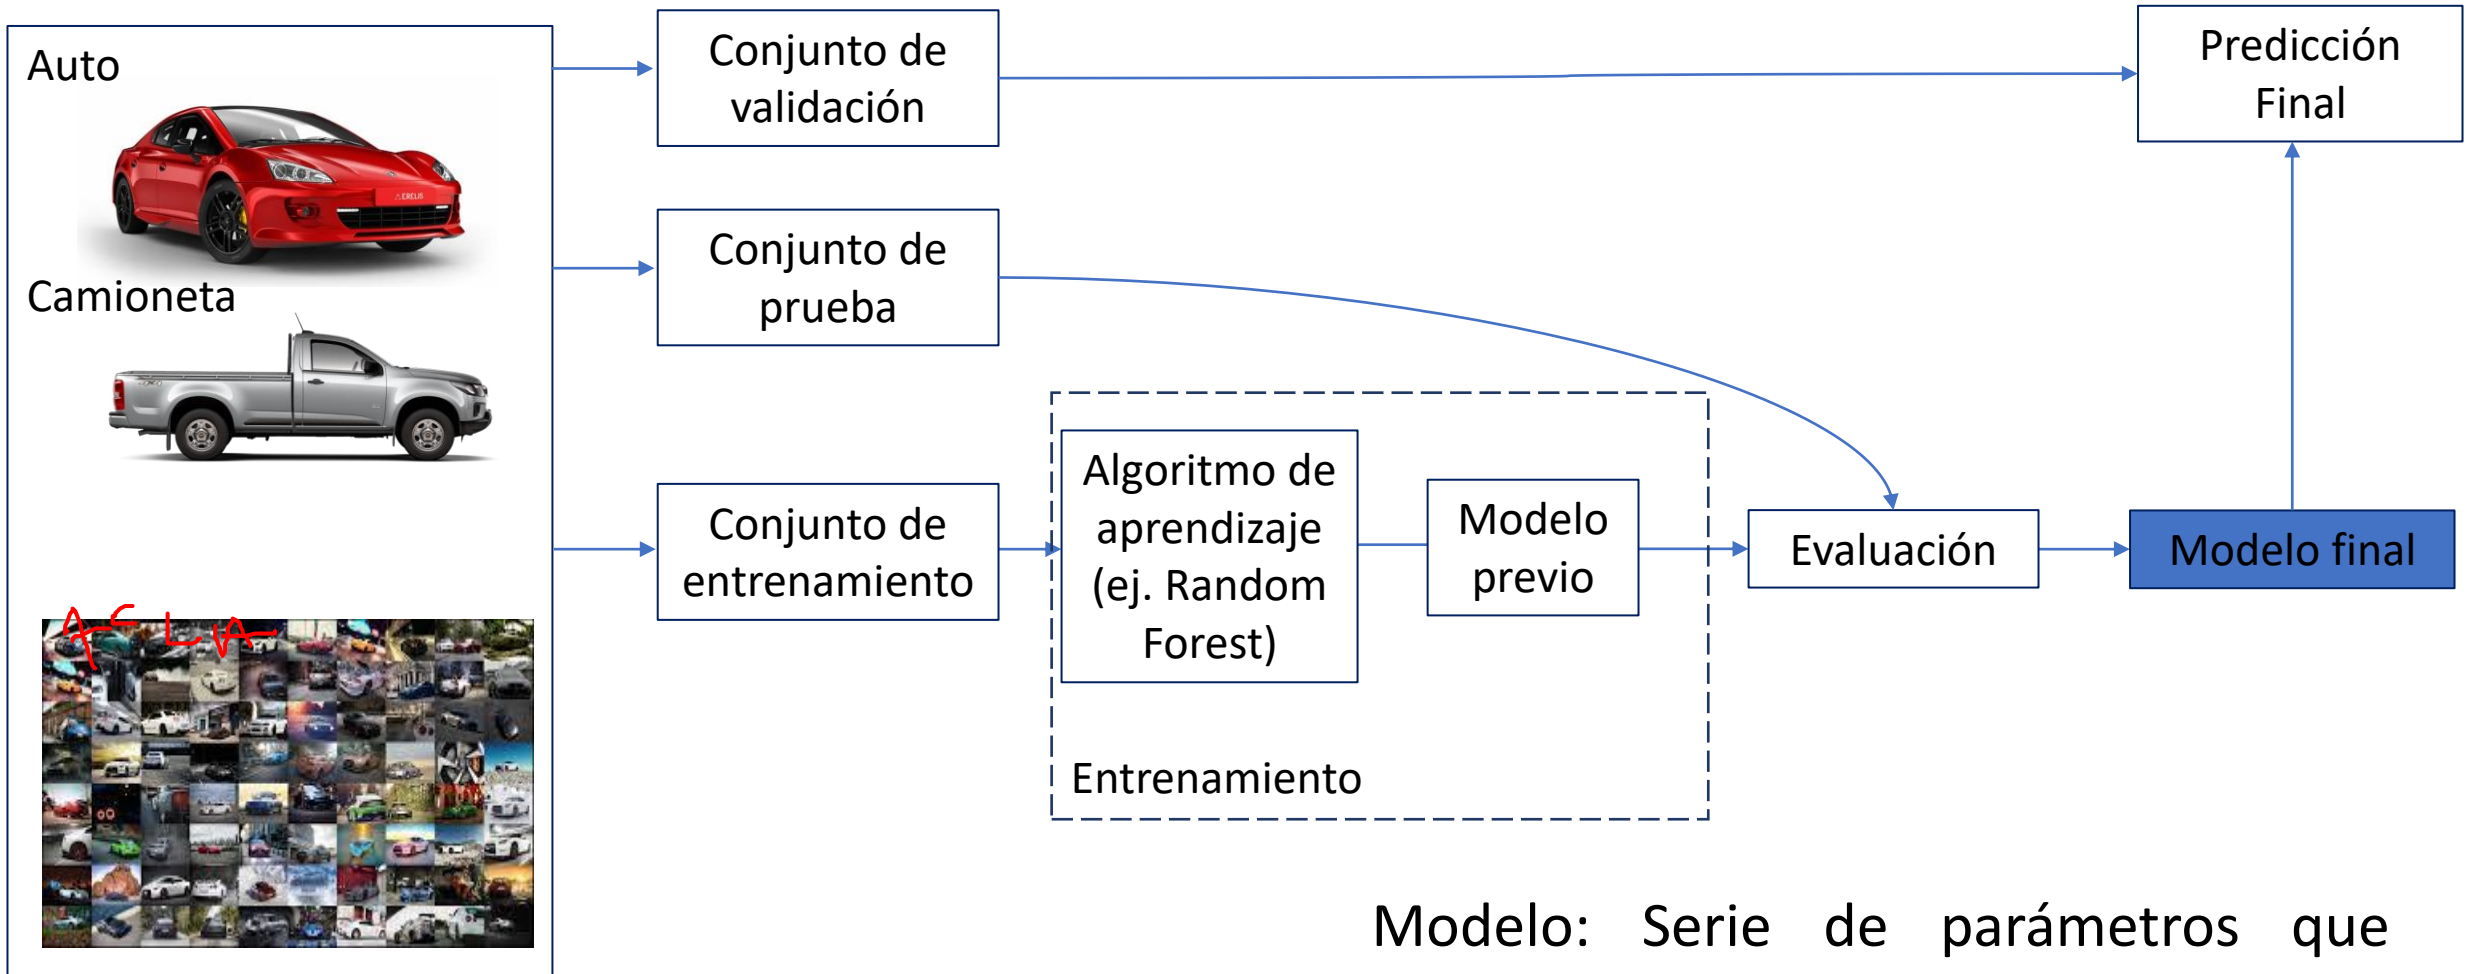 Auto
Camioneta
Conjunto de
validación
Conjunto de
prueba
Conjunto de
entrenamiento
Algoritmo de
aprendizaje
(ej. Random
Forest)
Modelo
previo
Entrenamiento
Evaluación
Modelo final
Predicción
Final
Modelo: Serie de parámetros que